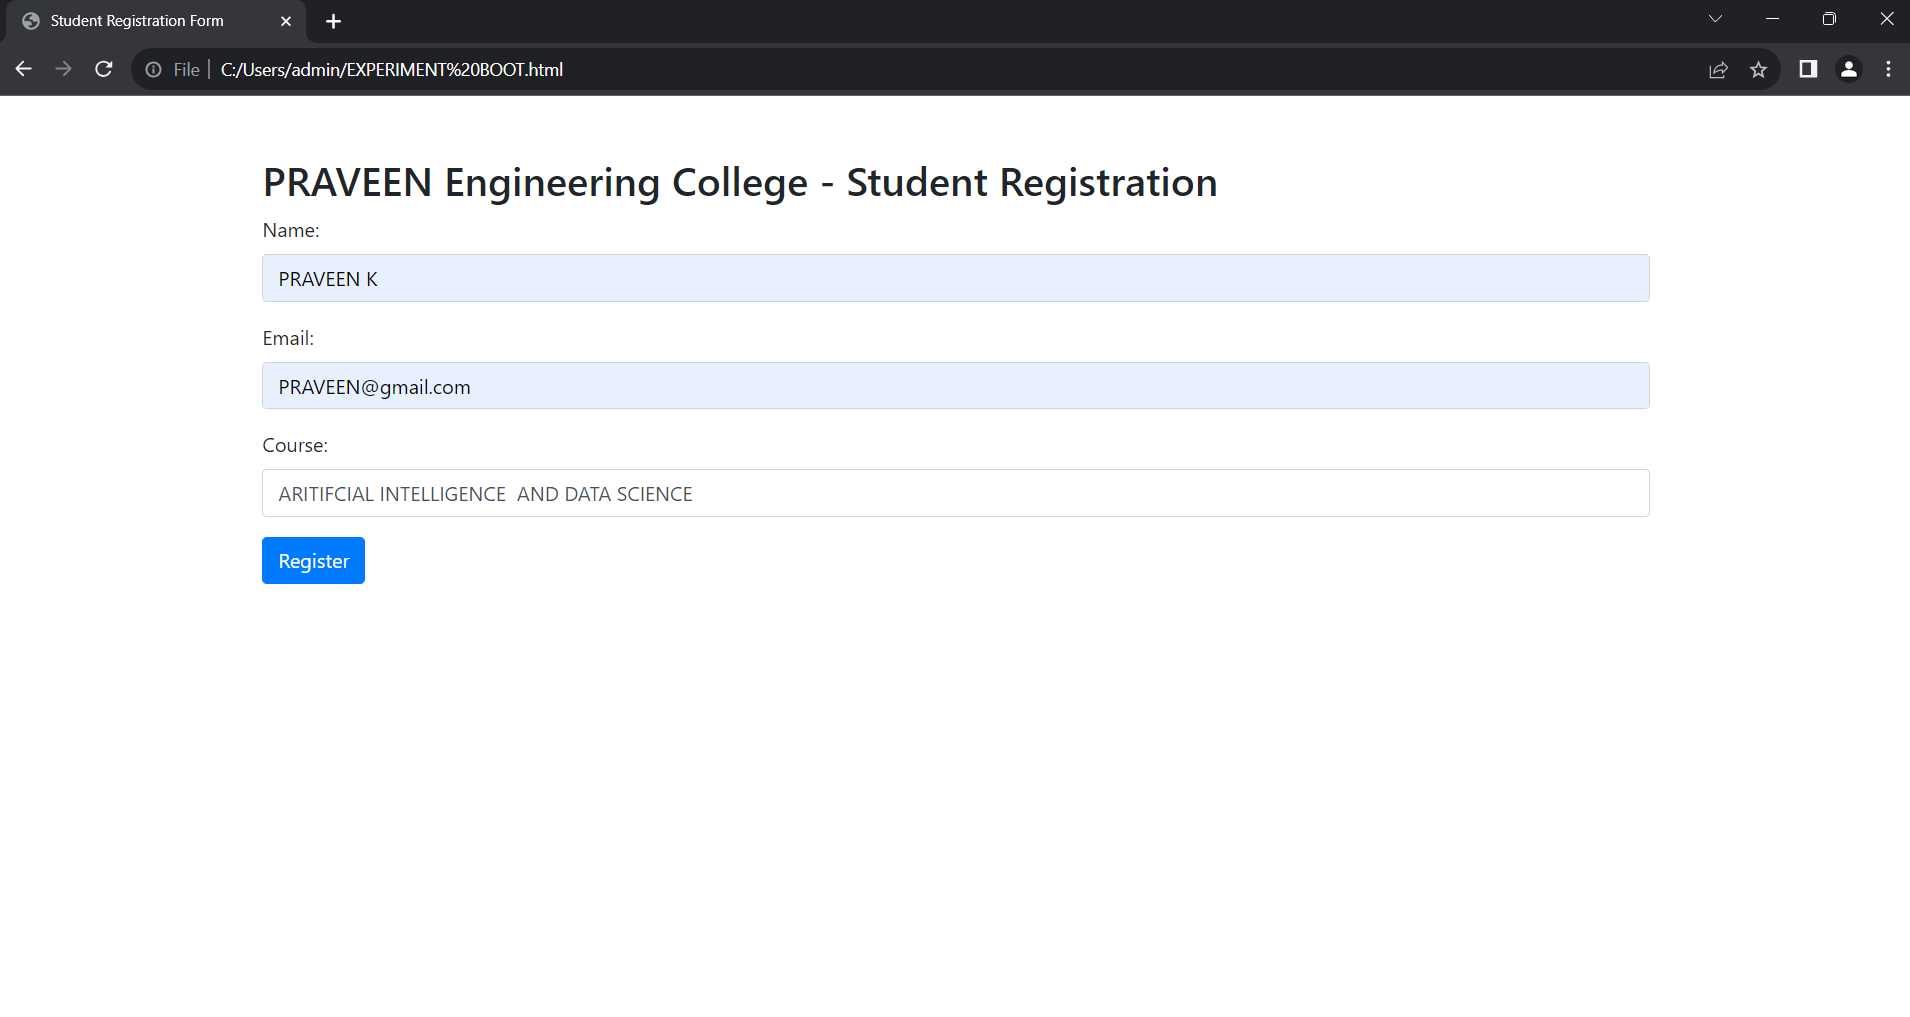 Student Registration Form
File | C:/Users/admin/EXPERIMENT%20BOOT.html
PRAVEEN Engineering College - Student Registration
Name:
PRAVEEN K
Email:
PRAVEEN@gmail.com
Course:
ARITIFCIAL INTELLIGENCE  AND DATA SCIENCE
Register